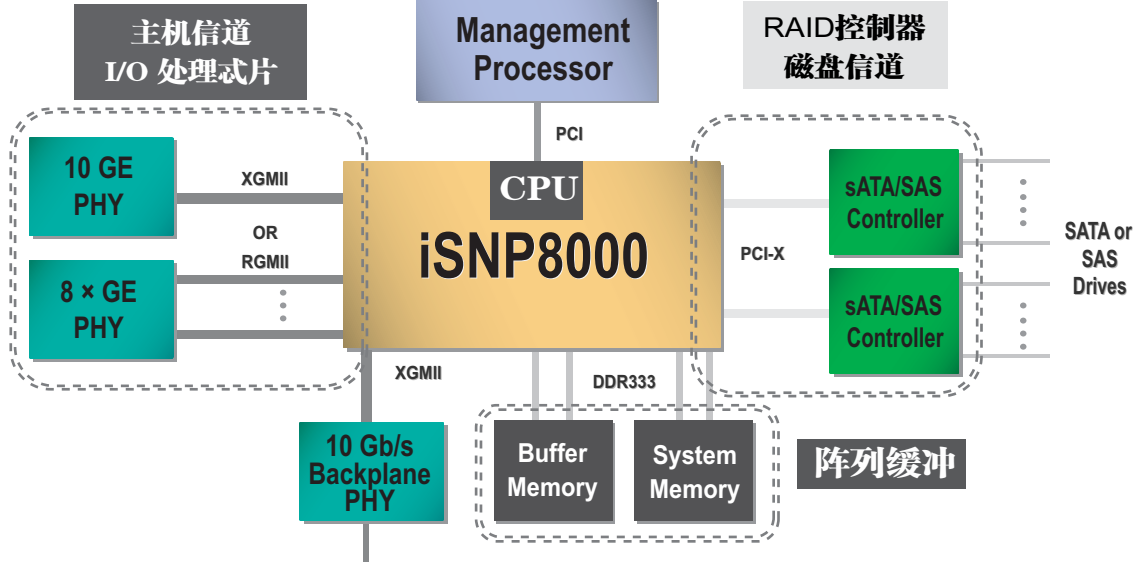 主机信道
I/O 处理芯片
Management
Processor
RAID控制器
磁盘信道
PCI
10 GE
PHY
XGMII
OR
RGMII
8 × GE
PHY
CPU
iSNP8000
PCI-X
sATA/SAS
Controller
sATA/SAS
Controller
SATA or
SAS
Drives
XGMII
DDR333
10 Gb/s
Backplane
PHY
Buffer
Memory
System
Memory
阵列缓冲